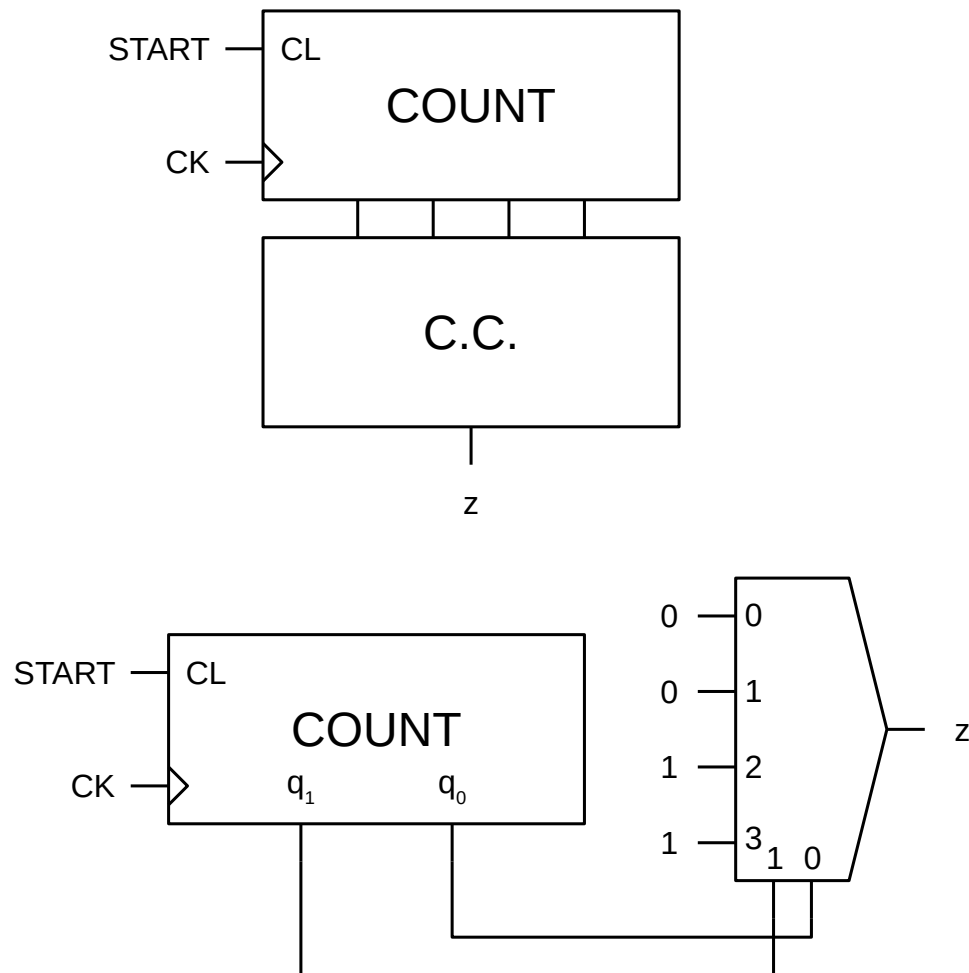 START CL
COUNT
CK
C.C.
z
0 0
START CL
0 1
COUNT
z
CK q₁ q₀
1 2
1 3
1 0